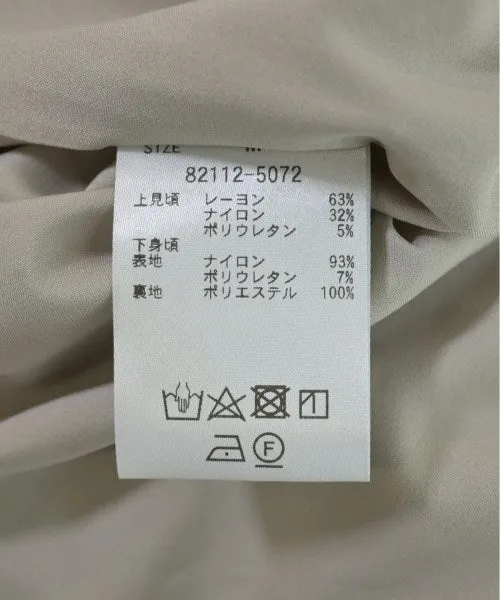 SIZE M
82112-5072
上見頃 レーヨン 63%
ナイロン 32%
ポリウレタン 5%
下身頃
表地 ナイロン 93%
ポリウレタン 7%
裏地 ポリエステル 100%
F